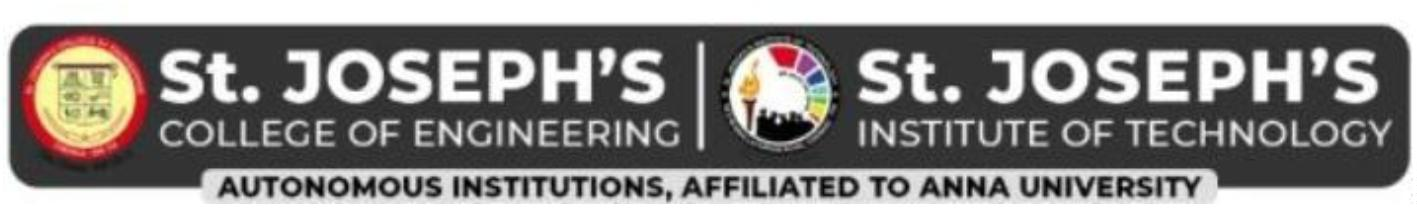 St. JOSEPH'S
COLLEGE OF ENGINEERING
St. JOSEPH'S
INSTITUTE OF TECHNOLOGY
AUTONOMOUS INSTITUTIONS, AFFILIATED TO ANNA UNIVERSITY